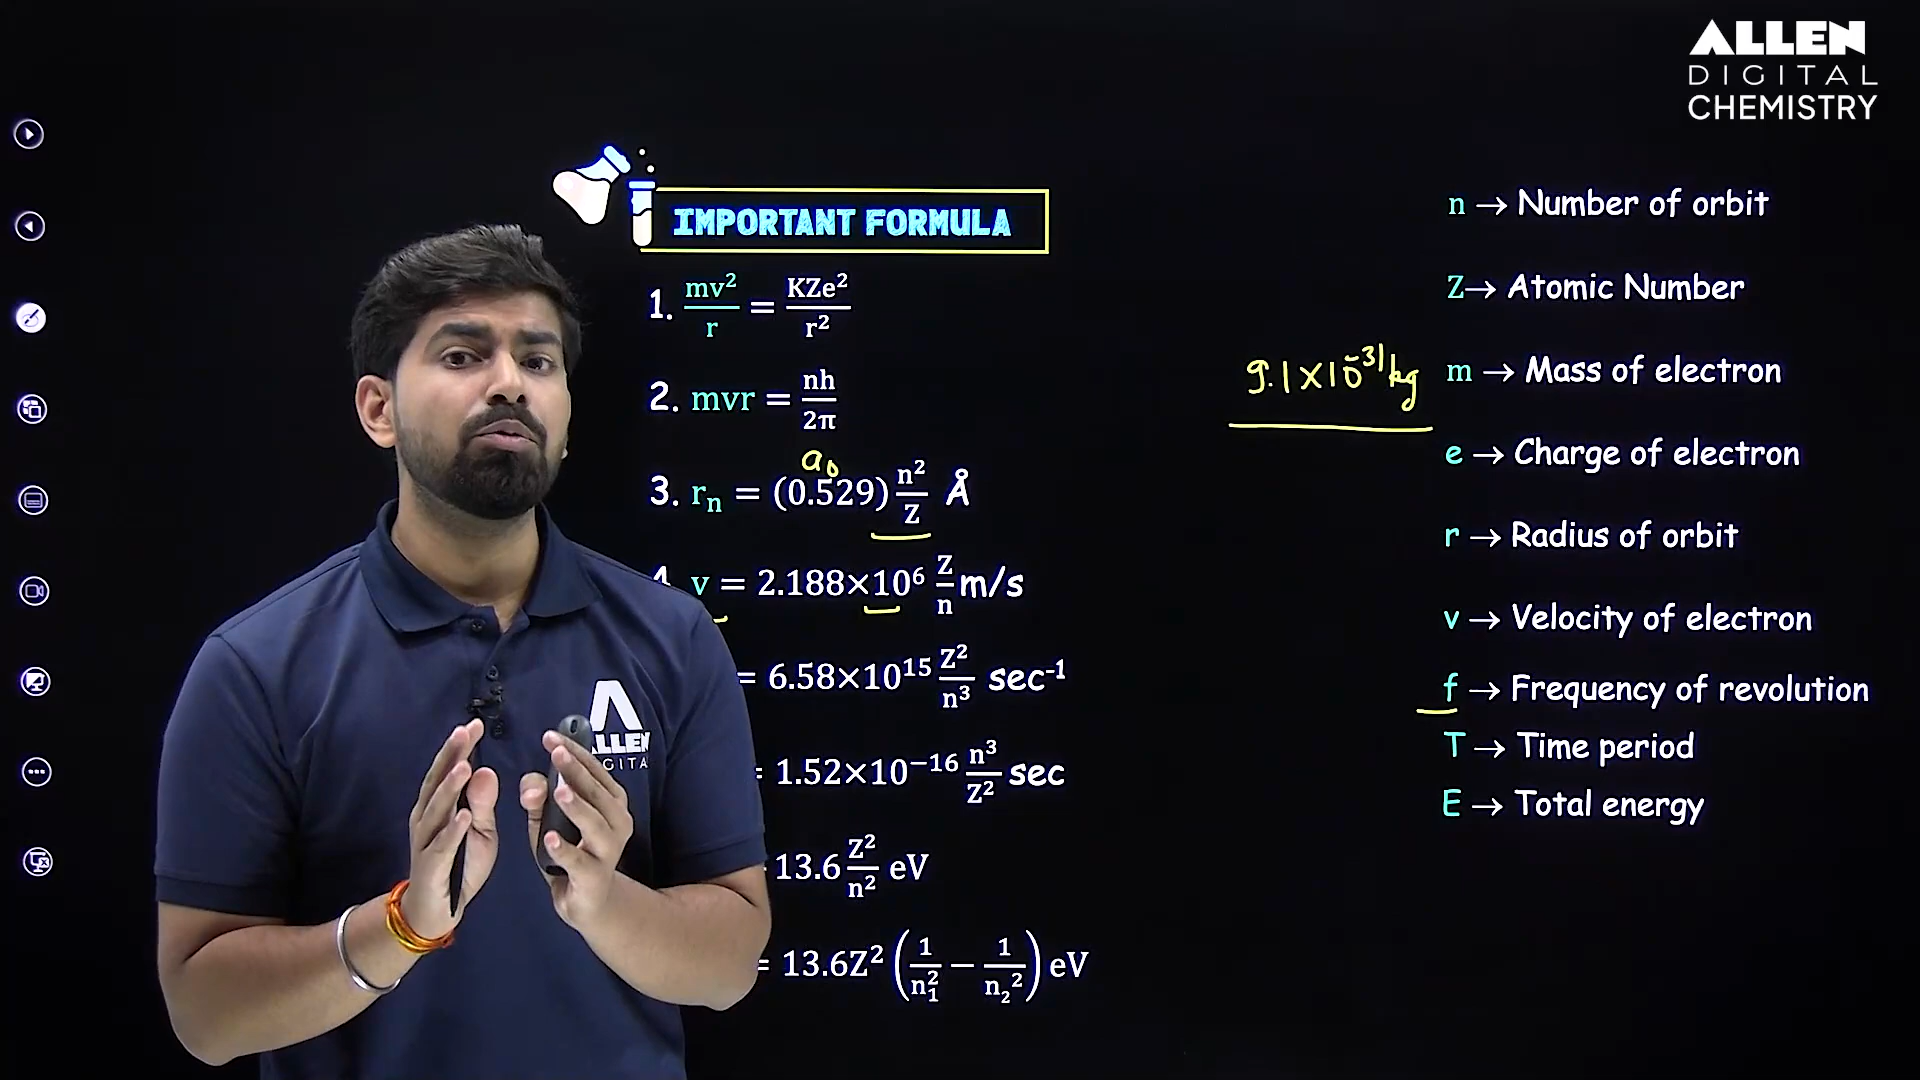 ALLEN
DIGITAL
CHEMISTRY
IMPORTANT FORMULA
1. mv²/r = KZe²/r²
2. mvr = nh/2π
a₀
3. rₙ = (0.529) n²/Z Å
4. v = 2.188×10⁶ Z/n m/s
= 6.58×10¹⁵ Z²/n³ sec⁻¹
= 1.52×10⁻¹⁶ n³/Z² sec
13.6 Z²/n² eV
= 13.6Z² (1/n₁² − 1/n₂²) eV
n → Number of orbit
Z→ Atomic Number
9.1×10⁻³¹kg
m → Mass of electron
e → Charge of electron
r → Radius of orbit
v → Velocity of electron
f → Frequency of revolution
T → Time period
E → Total energy
ALLEN